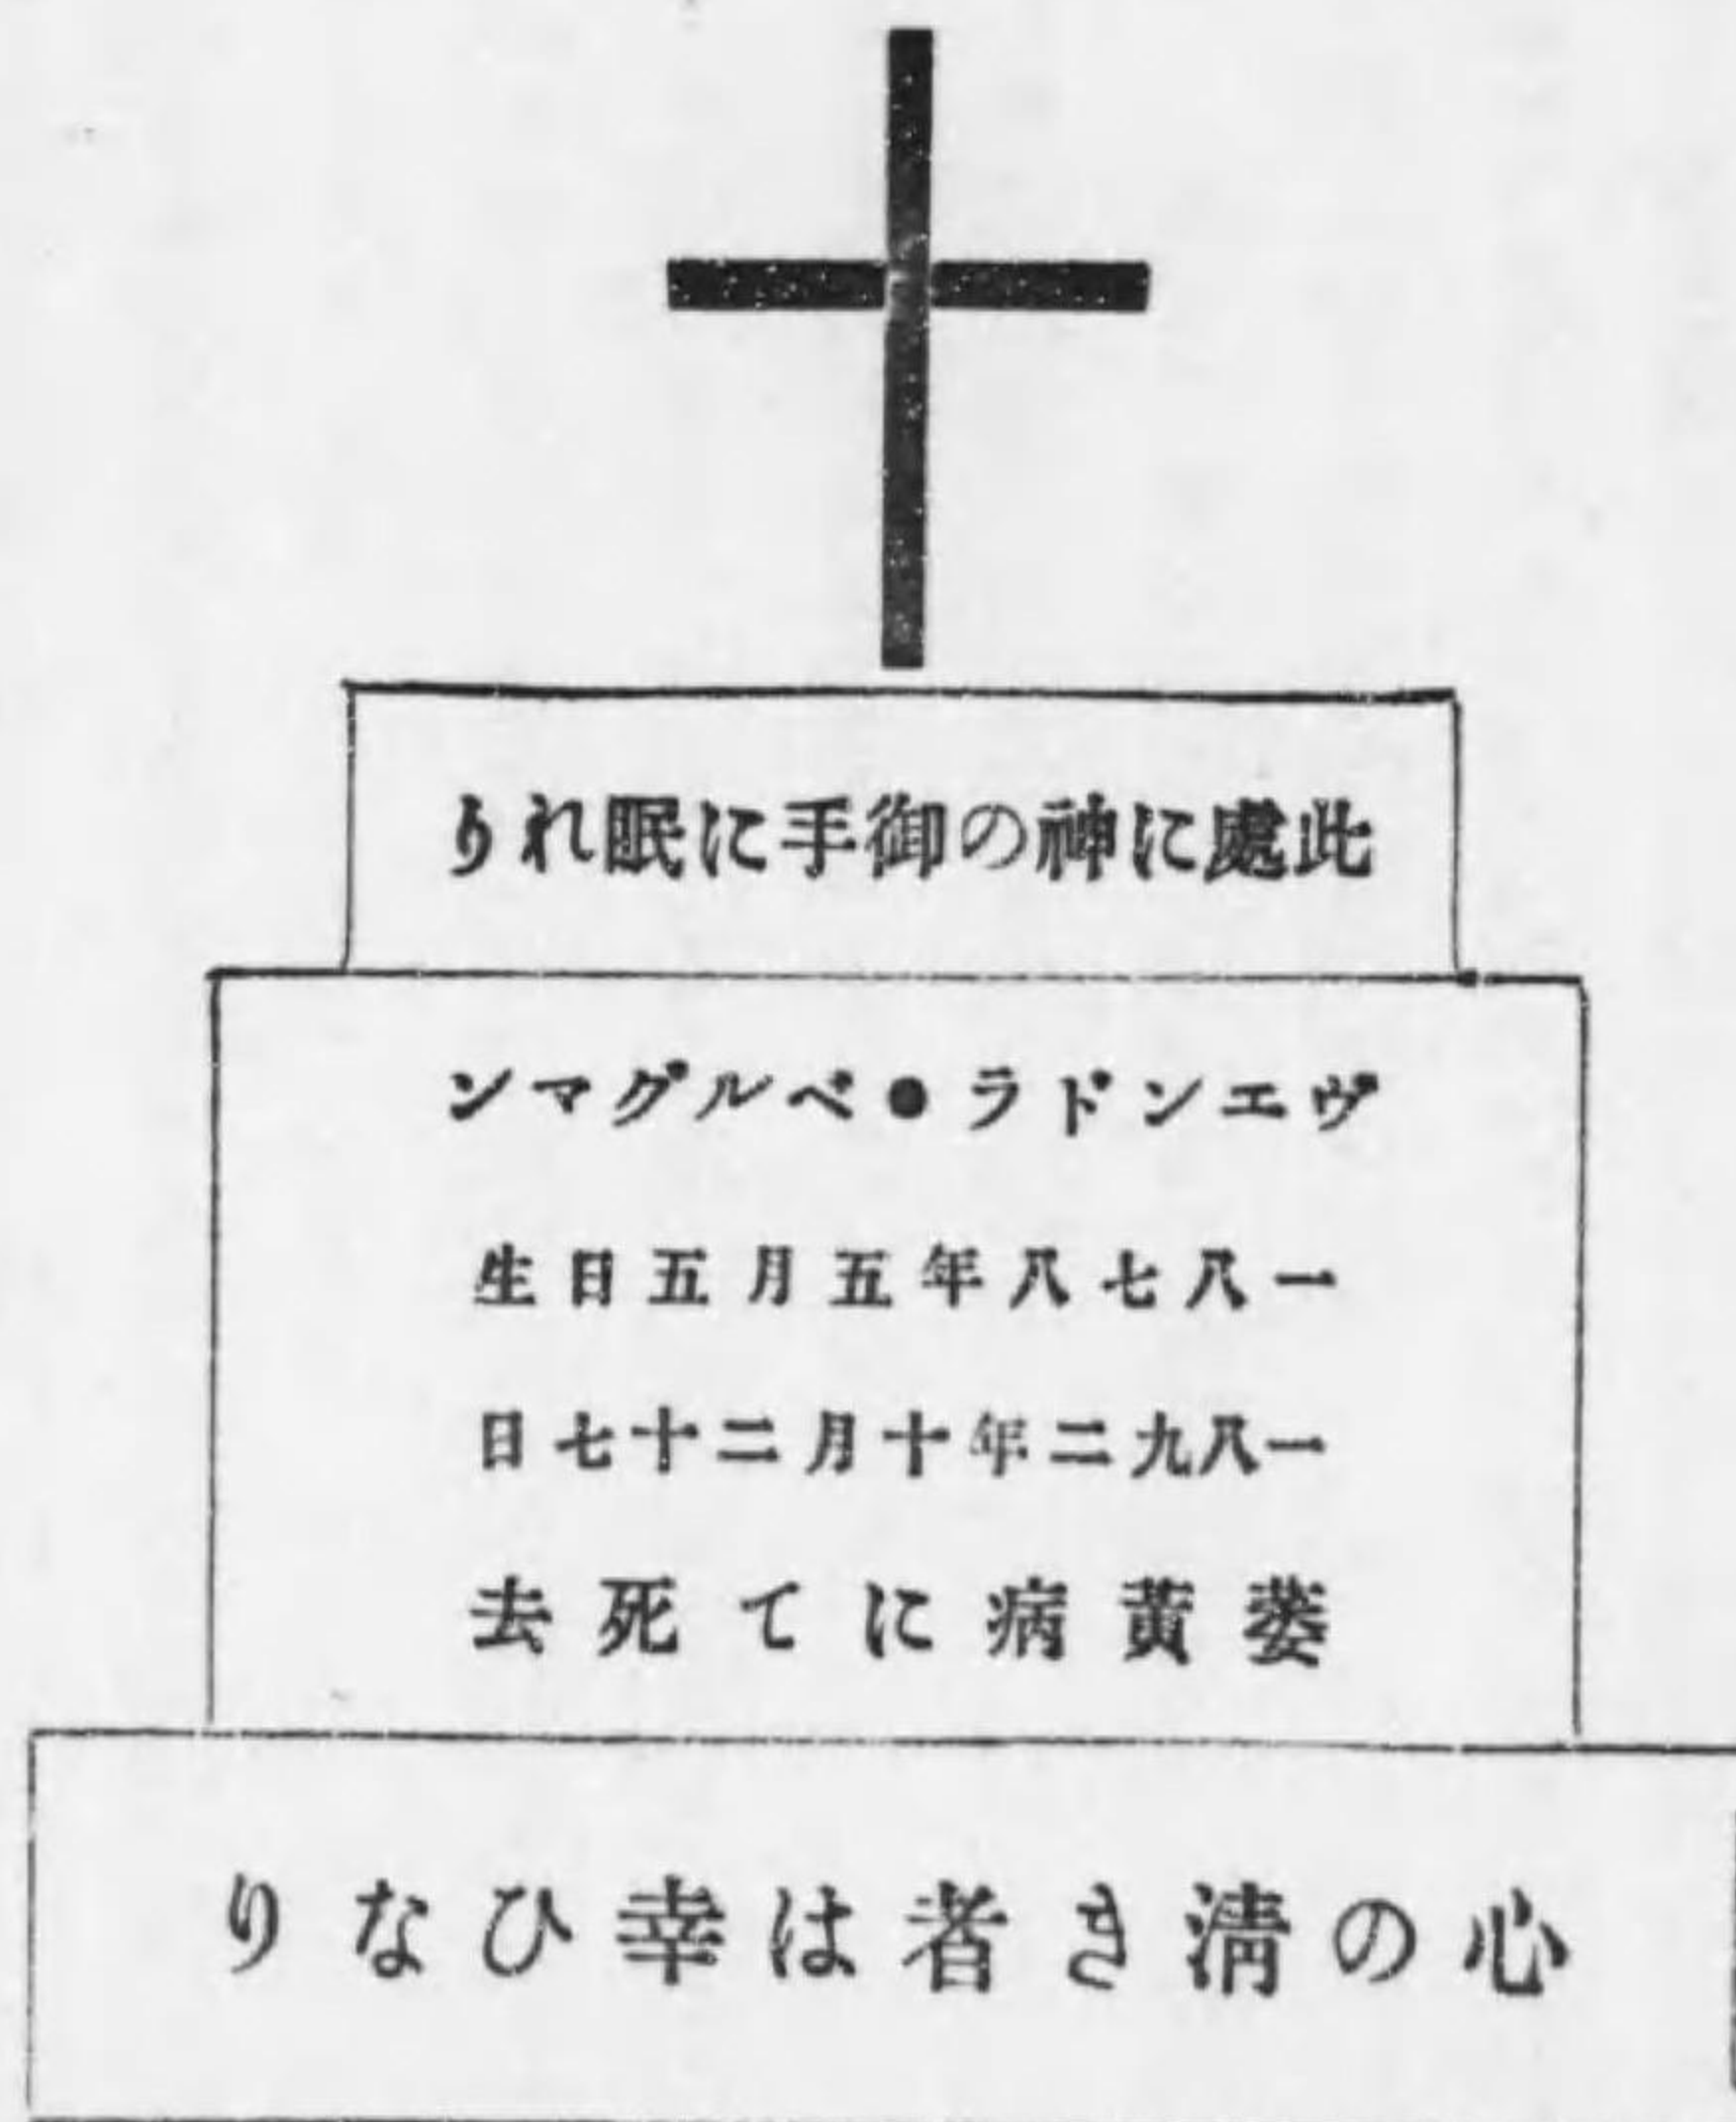 此處に神の御手に眠れり
ヴエンドラ●ベルグマン
一八七八年五月五日生
一八九二年十月二十七日
萎黄病にて死去
心の淸き者は幸ひなり